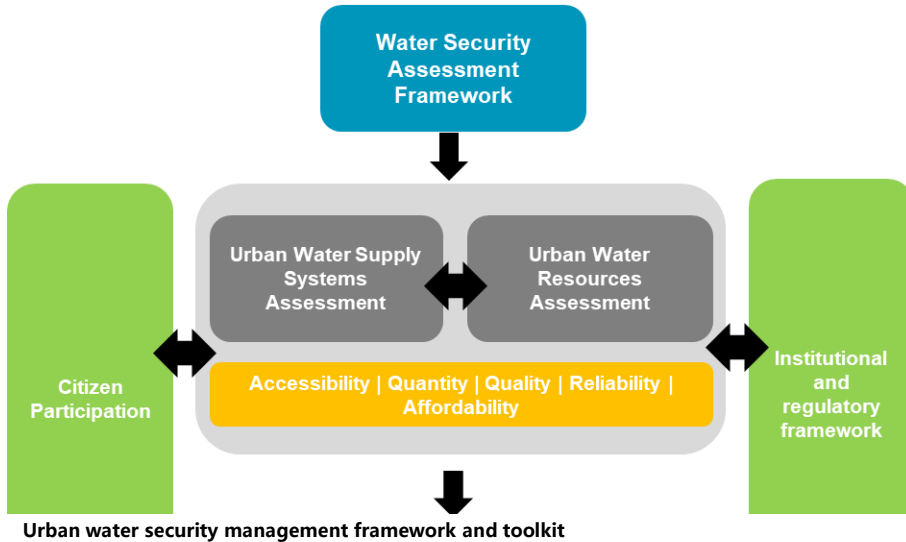 Water Security
Assessment
Framework
Urban Water Supply
Systems
Assessment
Urban Water
Resources
Assessment
Citizen
Participation
Accessibility | Quantity | Quality | Reliability |
Affordability
Institutional
and
regulatory
framework
Urban water security management framework and toolkit